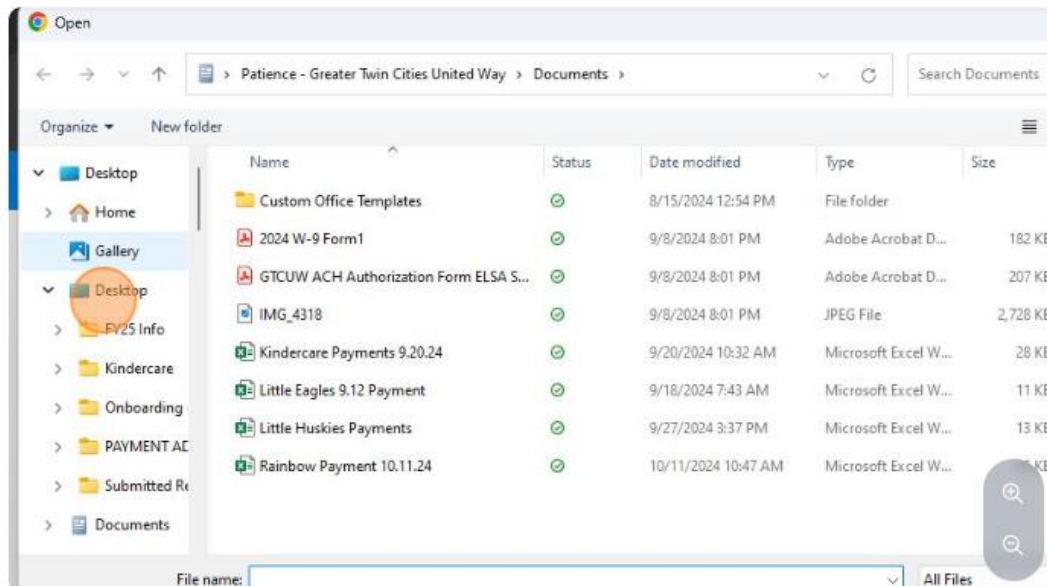 Open
Patience - Greater Twin Cities United Way > Documents > Search Documents
Organize New folder
Name Status Date modified Type Size
Desktop
Home
Gallery
Desktop
FY25 Info
Kindercare
Onboarding
PAYMENT AD
Submitted Re
Documents
Custom Office Templates 8/15/2024 12:54 PM File folder
2024 W-9 Form1 9/8/2024 8:01 PM Adobe Acrobat D... 182 KB
GTCUW ACH Authorization Form ELSA S... 9/8/2024 8:01 PM Adobe Acrobat D... 207 KB
IMG_4318 9/8/2024 8:01 PM JPEG File 2,728 KB
Kindercare Payments 9.20.24 9/20/2024 10:32 AM Microsoft Excel W... 28 KB
Little Eagles 9.12 Payment 9/18/2024 7:43 AM Microsoft Excel W... 11 KB
Little Huskies Payments 9/27/2024 3:37 PM Microsoft Excel W... 13 KB
Rainbow Payment 10.11.24 10/11/2024 10:47 AM Microsoft Excel W... KB
File name: All Files